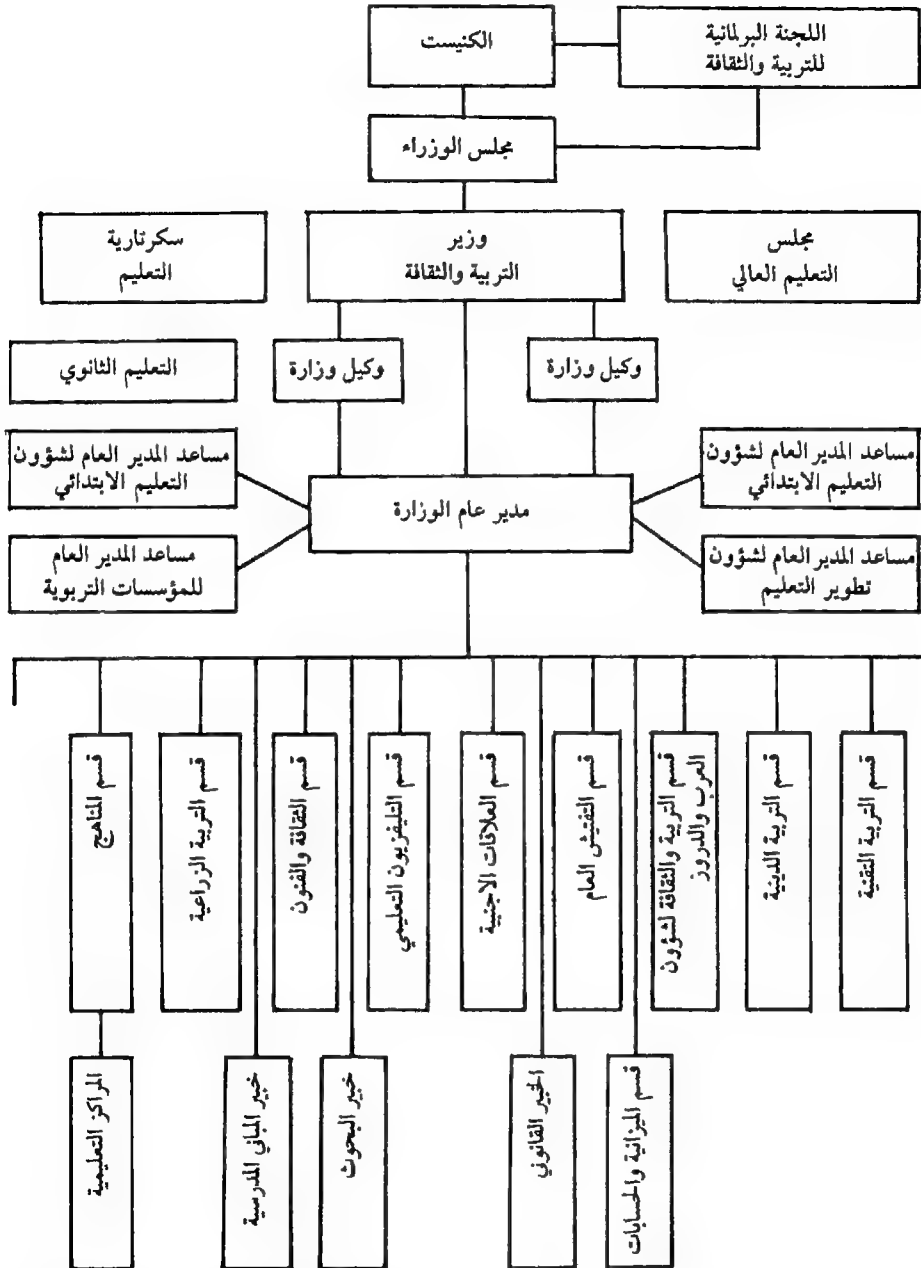 اللجنة البرلمانية
للتربية والثقافة
الكنيست
مجلس الوزراء
مجلس
التعليم العالي
وزير
التربية والثقافة
سكرتارية
التعليم
وكيل وزارة
وكيل وزارة
التعليم الثانوي
مساعد المدير العام لشؤون
التعليم الابتدائي
مدير عام الوزارة
مساعد المدير العام لشؤون
التعليم الابتدائي
مساعد المدير العام لشؤون
تطوير التعليم
مساعد المدير العام
للمؤسسات التربوية
قسم التربية التقنية
قسم التربية الدينية
قسم التربية والثقافة لشؤون
العرب والدروز
قسم التفتيش العام
قسم العلاقات الاجنبية
قسم التليفزيون التعليمي
قسم الثقافة والفنون
قسم التربية الزراعية
قسم المناهج
قسم الميزانية والحسابات
الخبير القانوني
خبير البحوث
خبير المباني المدرسية
المراكز التعليمية